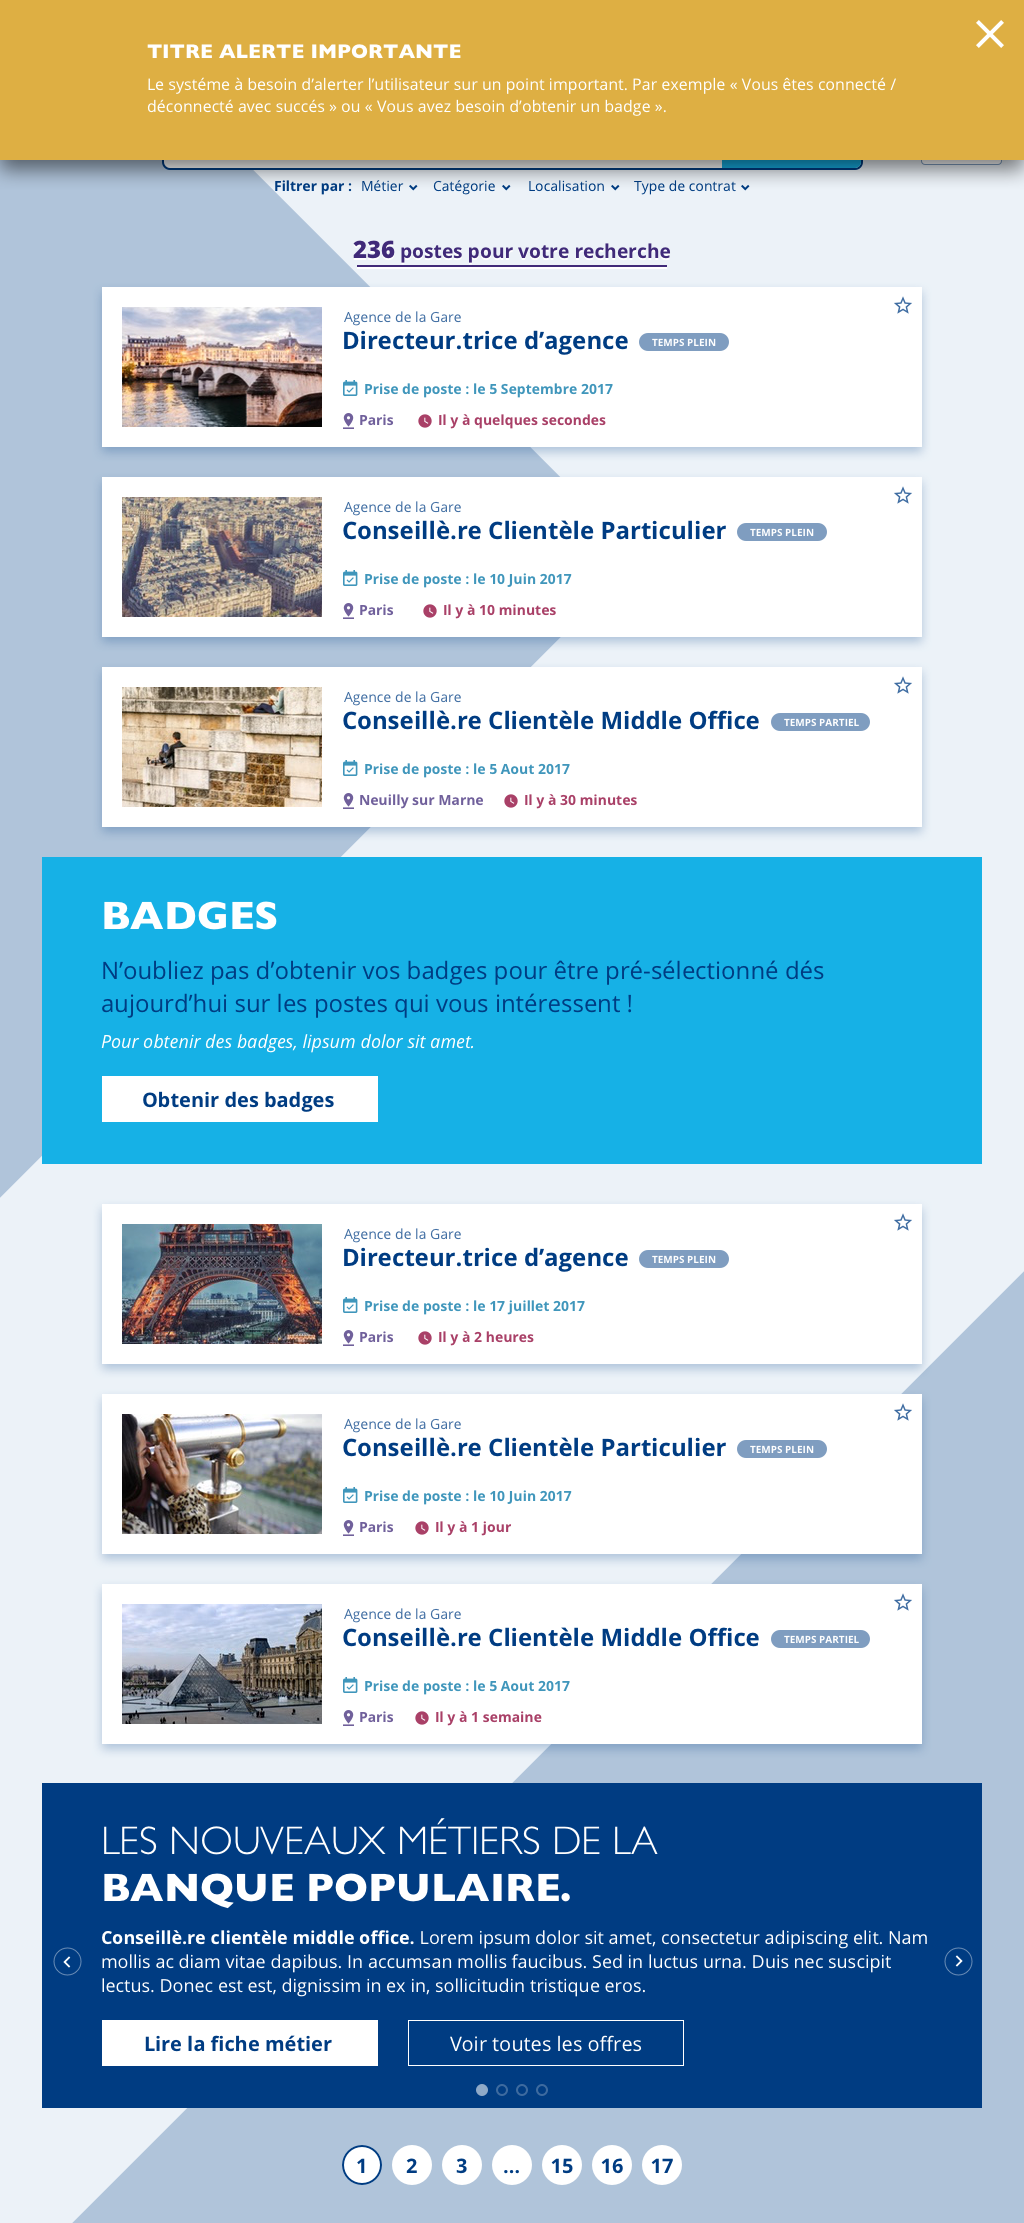 TITRE ALERTE IMPORTANTE
Le systéme à besoin d’alerter l’utilisateur sur un point important. Par exemple « Vous êtes connecté /
déconnecté avec succés » ou « Vous avez besoin d’obtenir un badge ».
Filtrer par : Métier Catégorie Localisation Type de contrat
236 postes pour votre recherche
Agence de la Gare
Directeur.trice d’agence TEMPS PLEIN
Prise de poste : le 5 Septembre 2017
Paris Il y à quelques secondes
Agence de la Gare
Conseillè.re Clientèle Particulier TEMPS PLEIN
Prise de poste : le 10 Juin 2017
Paris Il y à 10 minutes
Agence de la Gare
Conseillè.re Clientèle Middle Office TEMPS PARTIEL
Prise de poste : le 5 Aout 2017
Neuilly sur Marne Il y à 30 minutes
BADGES
N’oubliez pas d’obtenir vos badges pour être pré-sélectionné dés
aujourd’hui sur les postes qui vous intéressent !
Pour obtenir des badges, lipsum dolor sit amet.
Obtenir des badges
Agence de la Gare
Directeur.trice d’agence TEMPS PLEIN
Prise de poste : le 17 juillet 2017
Paris Il y à 2 heures
Agence de la Gare
Conseillè.re Clientèle Particulier TEMPS PLEIN
Prise de poste : le 10 Juin 2017
Paris Il y à 1 jour
Agence de la Gare
Conseillè.re Clientèle Middle Office TEMPS PARTIEL
Prise de poste : le 5 Aout 2017
Paris Il y à 1 semaine
LES NOUVEAUX MÉTIERS DE LA
BANQUE POPULAIRE.
Conseillè.re clientèle middle office. Lorem ipsum dolor sit amet, consectetur adipiscing elit. Nam
mollis ac diam vitae dapibus. In accumsan mollis faucibus. Sed in luctus urna. Duis nec suscipit
lectus. Donec est est, dignissim in ex in, sollicitudin tristique eros.
Lire la fiche métier Voir toutes les offres
1 2 3 ... 15 16 17